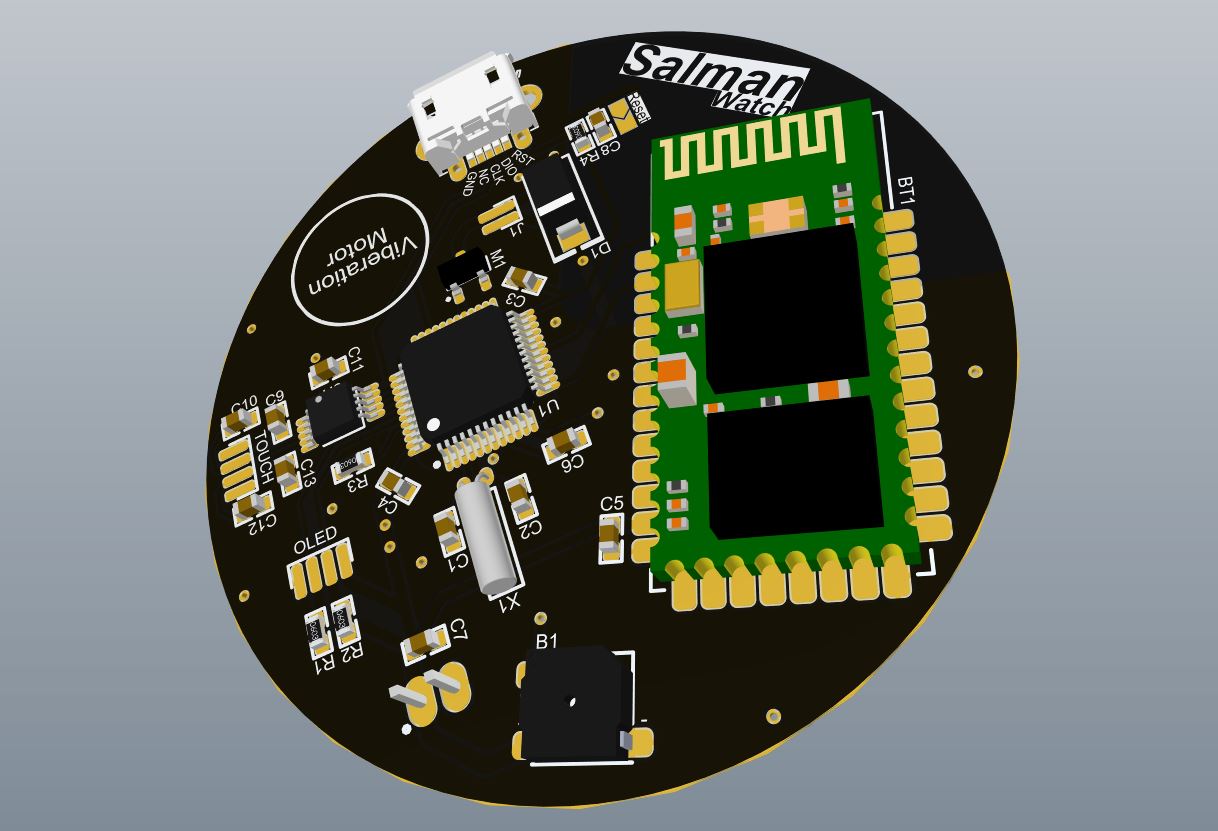 Salman
Watch
Reset
R4
C8
RST
DIO
CLK
NC
GND
J1
D1
BT1
Viberation
Motor
M1
C3
C11
U1
C10
C9
TOUCH
C13
C12
R3
C4
C6
C2
C1
C5
X1
OLED
R1
R2
C7
B1
-